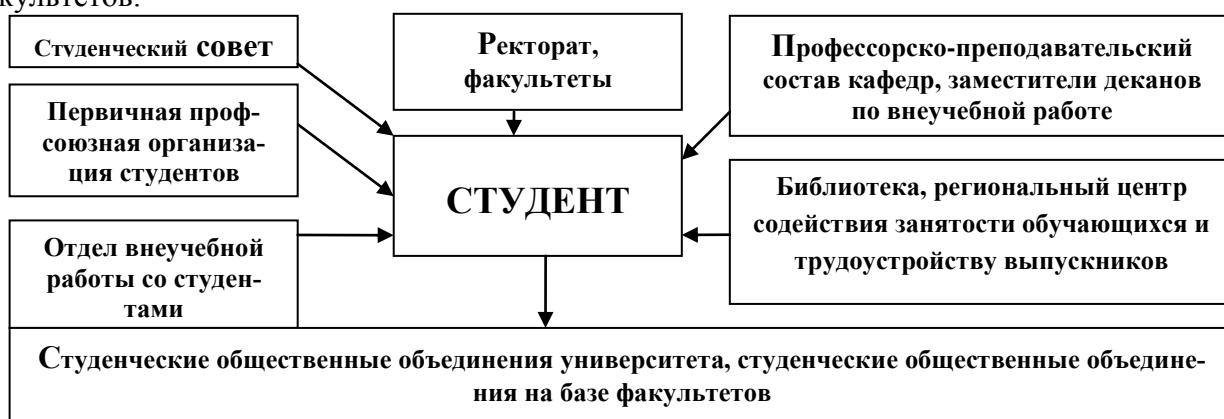 культетов.
Студенческий совет
Первичная проф-
союзная организа-
ция студентов
Отдел внеучебной
работы со студен-
тами
Ректорат,
факультеты
СТУДЕНТ
Профессорско-преподавательский
состав кафедр, заместители деканов
по внеучебной работе
Библиотека, региональный центр
содействия занятости обучающихся и
трудоустройству выпускников
Студенческие общественные объединения университета, студенческие общественные объедине-
ния на базе факультетов